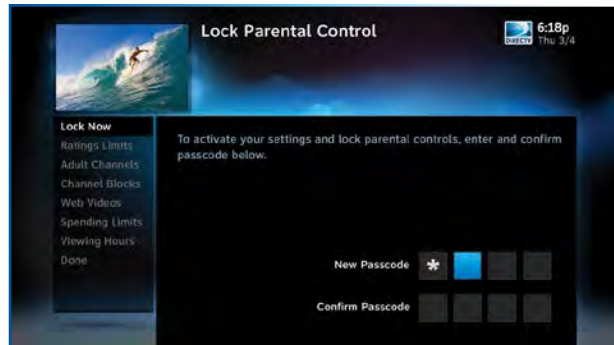 Lock Parental Control
DIRECTV
6:18p
Thu 3/4
Lock Now
Ratings Limits
Adult Channels
Channel Blocks
Web Videos
Spending Limits
Viewing Hours
Done
To activate your settings and lock parental controls, enter and confirm
passcode below.
New Passcode *
Confirm Passcode